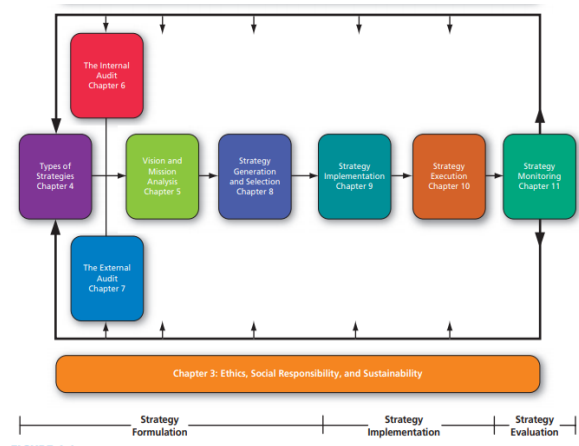 The Internal
Audit
Chapter 6
Types of
Strategies
Chapter 4
Vision and
Mission
Analysis
Chapter 5
Strategy
Generation
and Selection
Chapter 8
Strategy
Implementation
Chapter 9
Strategy
Execution
Chapter 10
Strategy
Monitoring
Chapter 11
The External
Audit
Chapter 7
Chapter 3: Ethics, Social Responsibility, and Sustainability
Strategy
Formulation
Strategy
Implementation
Strategy
Evaluation